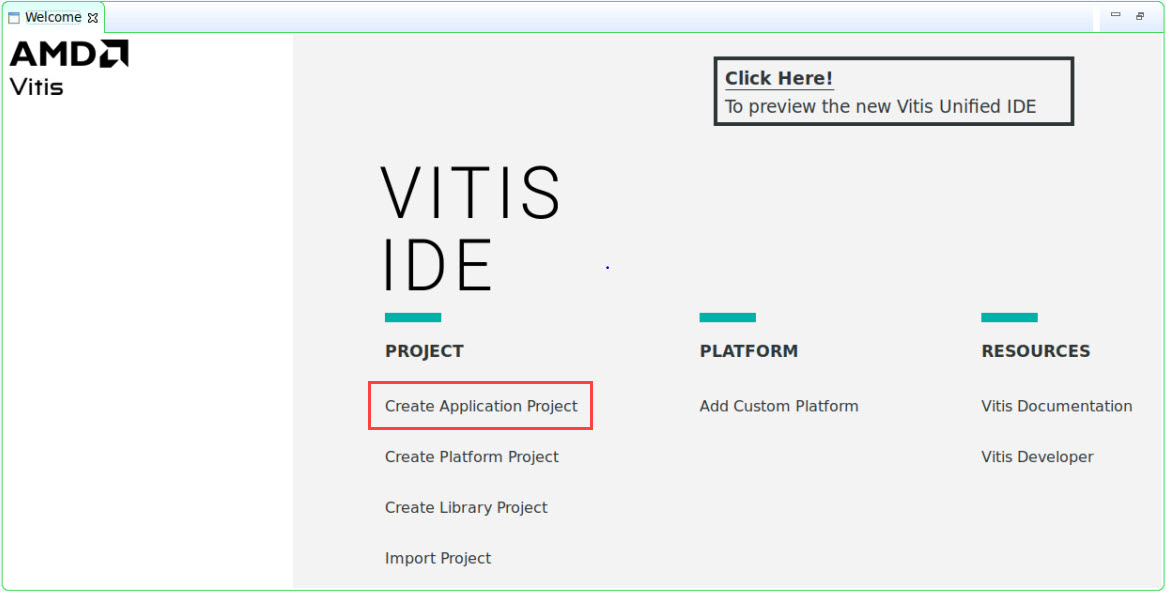 Welcome
AMD
Vitis
Click Here!
To preview the new Vitis Unified IDE
VITIS
IDE
PROJECT
Create Application Project
Create Platform Project
Create Library Project
Import Project
PLATFORM
Add Custom Platform
RESOURCES
Vitis Documentation
Vitis Developer